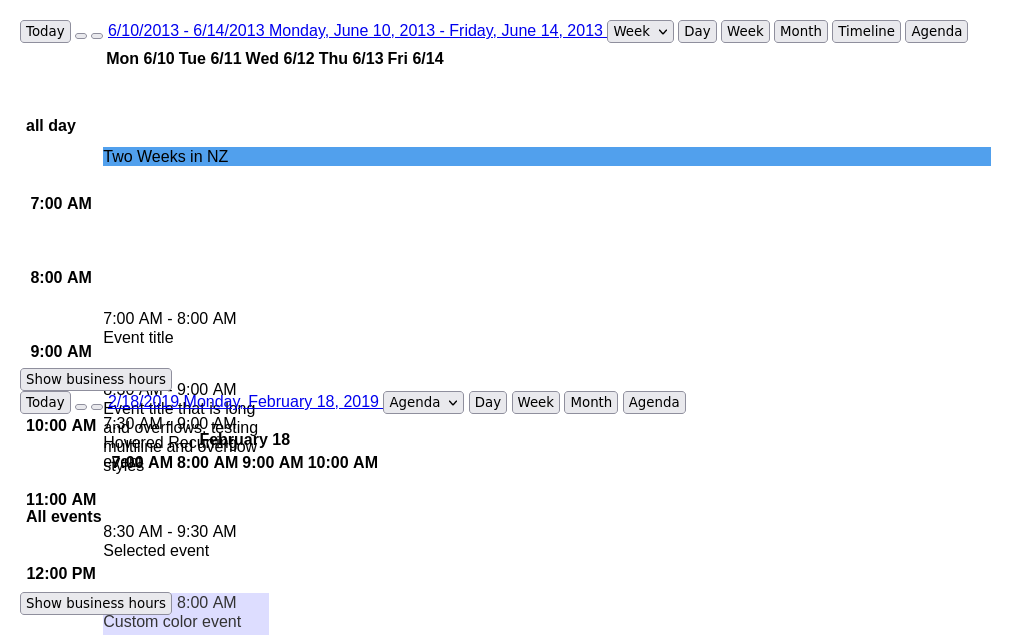 Today 6/10/2013 - 6/14/2013 Monday, June 10, 2013 - Friday, June 14, 2013 Week Day Week Month Timeline Agenda
Mon 6/10 Tue 6/11 Wed 6/12 Thu 6/13 Fri 6/14
all day
Two Weeks in NZ
7:00 AM
8:00 AM
7:00 AM - 8:00 AM
Event title
9:00 AM
Show business hours
9:00 AM
Today 2/18/2019 Monday, February 18, 2019 Agenda Day Week Month Agenda
Event title that is long
and overflows, testing
multiline and overflow
styles
7:30 AM - 9:00 AM
Hovered Recurring
10:00 AM
February 18
7:00 AM 8:00 AM 9:00 AM 10:00 AM
11:00 AM
All events
8:30 AM - 9:30 AM
Selected event
12:00 PM
Show business hours
8:00 AM
Custom color event